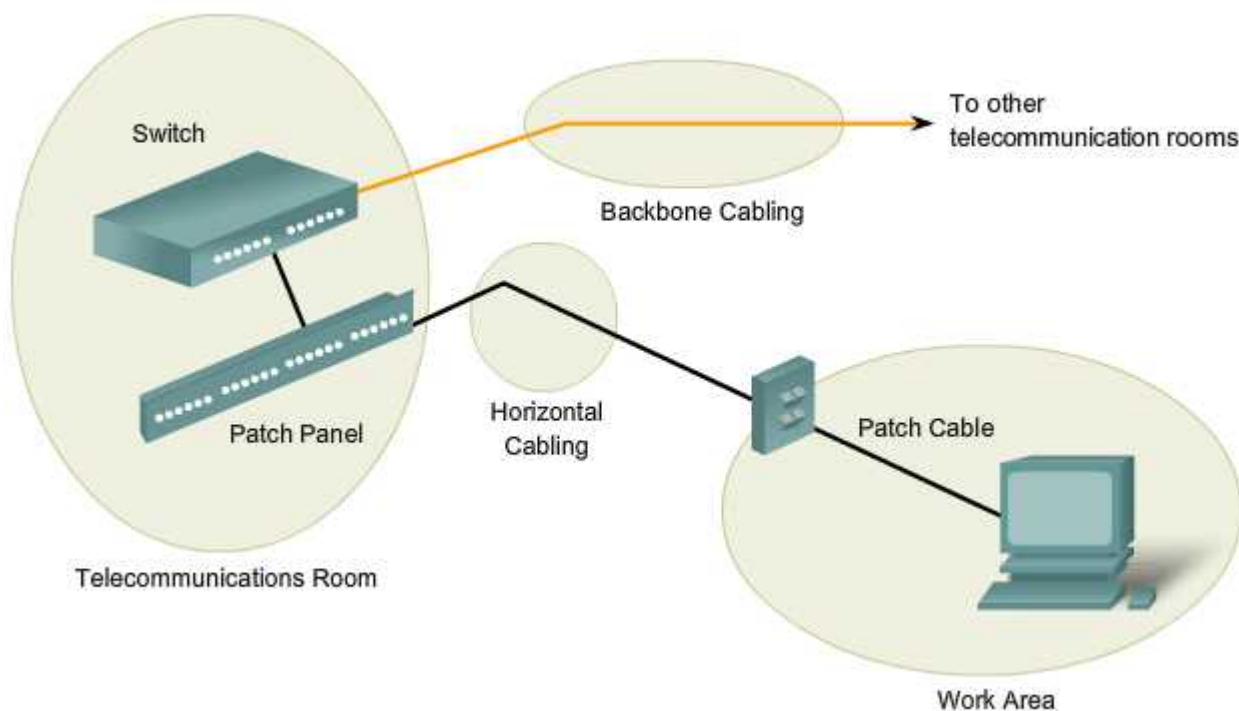 To other
telecommunication rooms
Switch
Backbone Cabling
Horizontal
Cabling
Patch Panel
Patch Cable
Telecommunications Room
Work Area